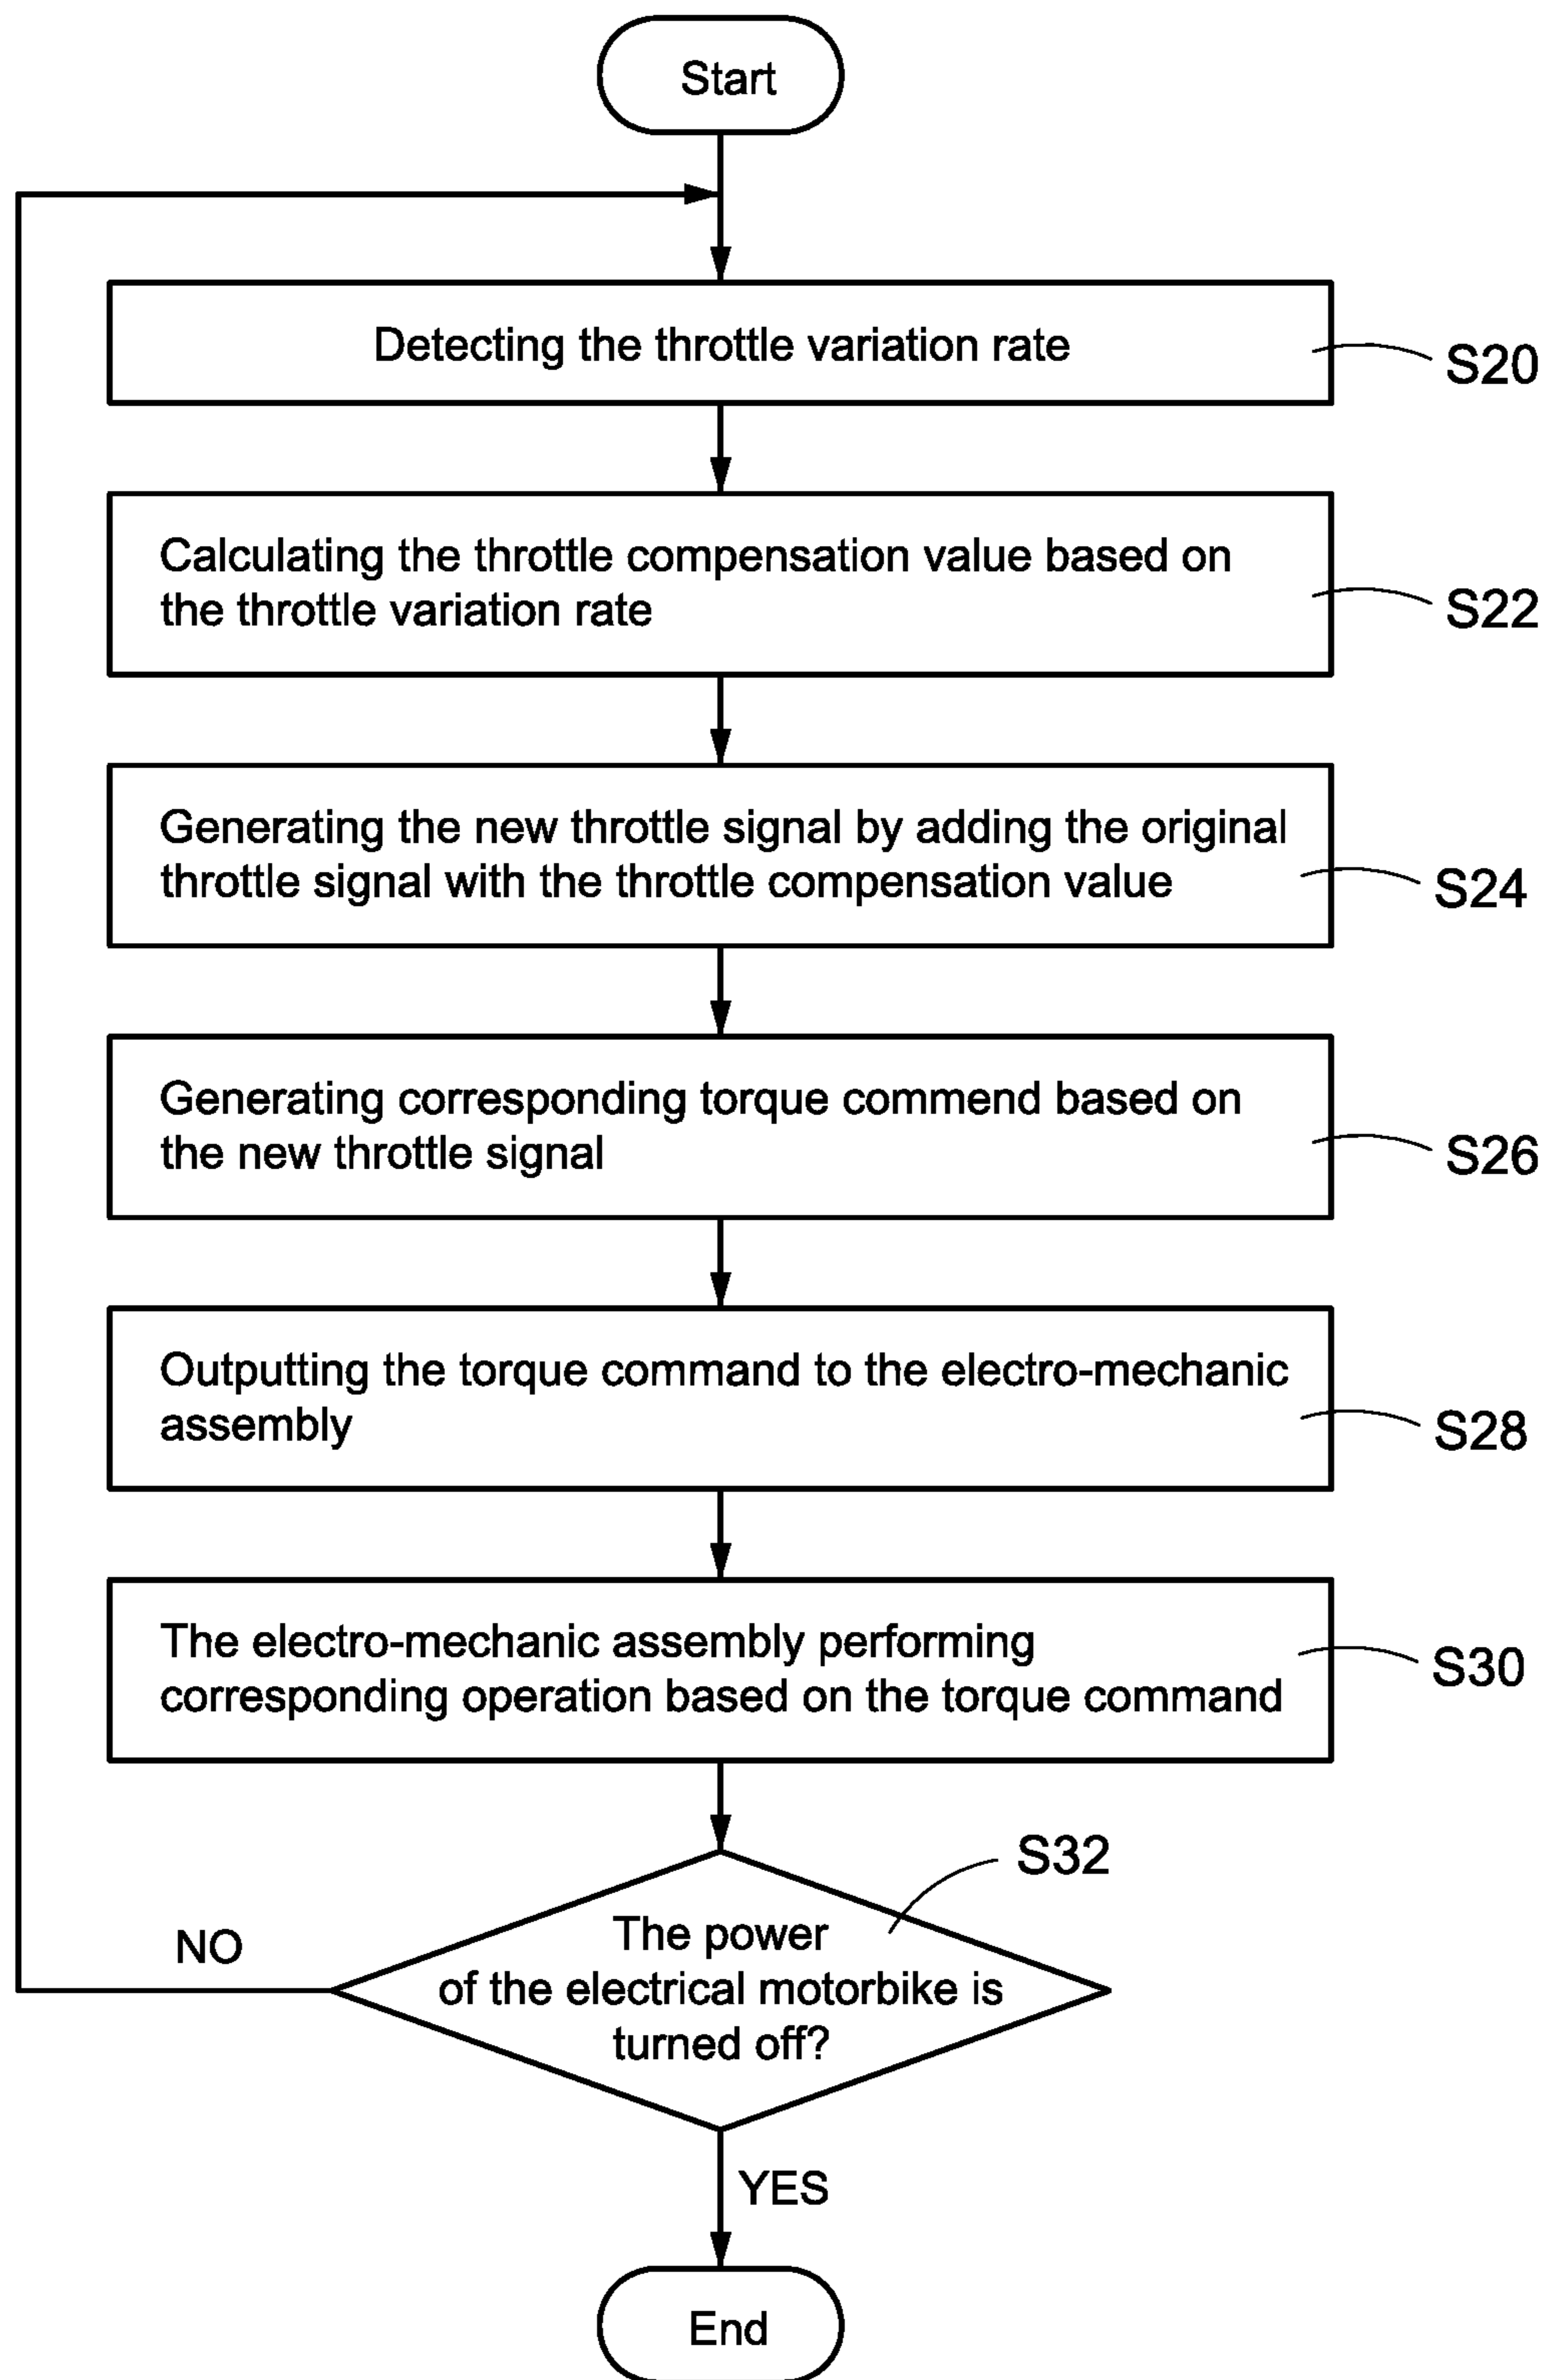 Start
Detecting the throttle variation rate
S20
Calculating the throttle compensation value based on
the throttle variation rate
S22
Generating the new throttle signal by adding the original
throttle signal with the throttle compensation value
S24
Generating corresponding torque commend based on
the new throttle signal
S26
Outputting the torque command to the electro-mechanic
assembly
S28
The electro-mechanic assembly performing
corresponding operation based on the torque command
S30
S32
The power
of the electrical motorbike is
turned off?
NO
YES
End